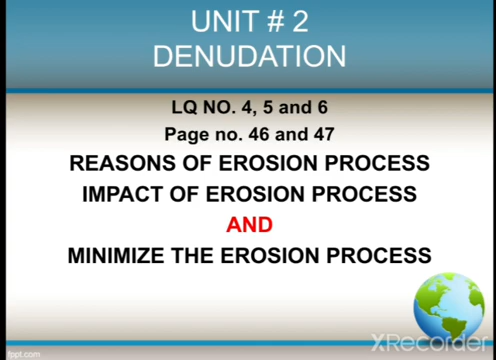 UNIT # 2
DENUDATION
LQ NO. 4, 5 and 6
Page no. 46 and 47
REASONS OF EROSION PROCESS
IMPACT OF EROSION PROCESS
AND
MINIMIZE THE EROSION PROCESS
fppt.com
XRecorder